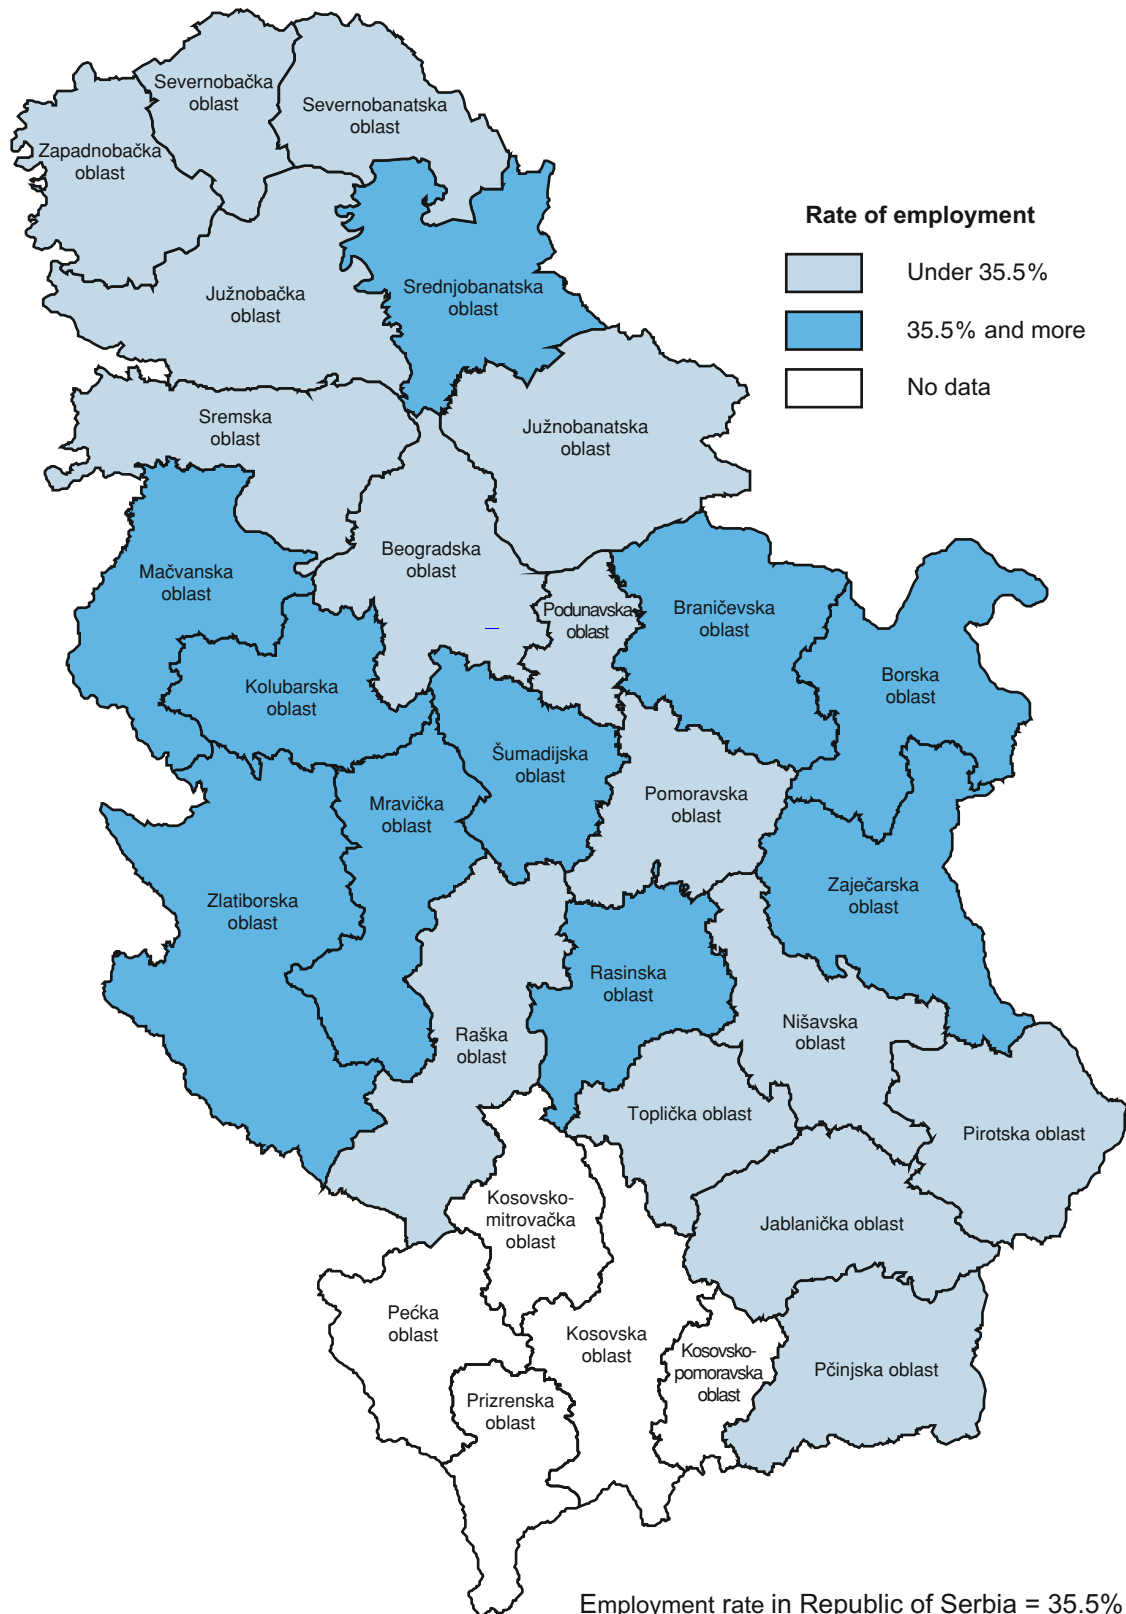 Severnobačka
oblast
Severnobanatska
oblast
Zapadnobačka
oblast
Rate of employment
Under 35.5%
35.5% and more
No data
Južnobačka
oblast
Srednjobanatska
oblast
Sremska
oblast
Južnobanatska
oblast
Mačvanska
oblast
Beogradska
oblast
Podunavska
oblast
Braničevska
oblast
Kolubarska
oblast
Borska
oblast
Šumadijska
oblast
Mravička
oblast
Pomoravska
oblast
Zlatiborska
oblast
Zaječarska
oblast
Rasinska
oblast
Raška
oblast
Nišavska
oblast
Toplička oblast
Pirotska oblast
Kosovsko-
mitrovačka
oblast
Jablanička oblast
Pećka
oblast
Kosovska
oblast
Kosovsko-
pomoravska
oblast
Pčinjska oblast
Prizrenska
oblast
Employment rate in Republic of Serbia = 35.5%